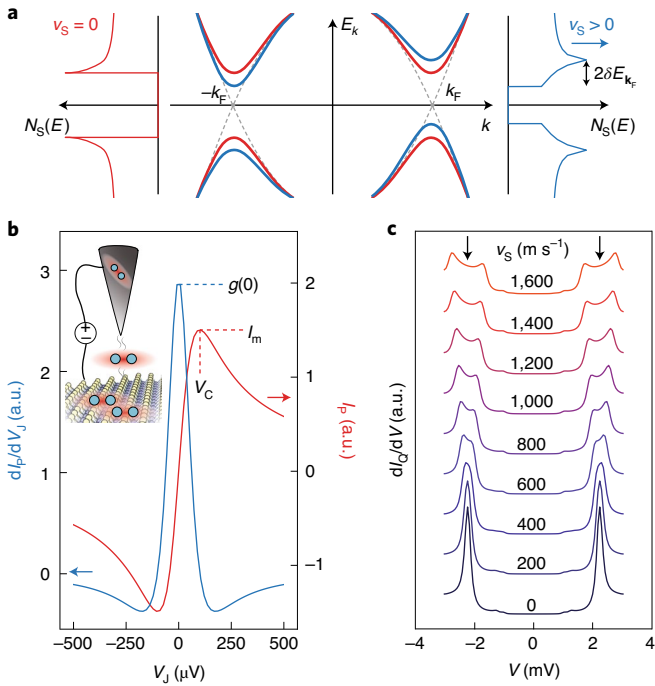 a
v_S = 0
E_k
v_S > 0
2δE_k_F
−k_F
k_F
N_S(E)
k
N_S(E)
b
c
3
2
1
0
dI_P/dV_J (a.u.)
+
−
g(0)
I_m
V_C
2
1
0
−1
I_P (a.u.)
−500
−250
0
250
500
V_J (μV)
v_S (m s⁻¹)
1,600
1,400
1,200
1,000
800
600
400
200
0
dI_Q/dV (a.u.)
−4
−2
0
2
4
V (mV)